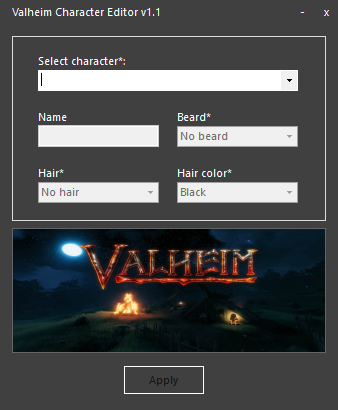 Valheim Character Editor v1.1 - x
Select character*:
Name Beard*
No beard
Hair* Hair color*
No hair Black
VALHEIM
Apply